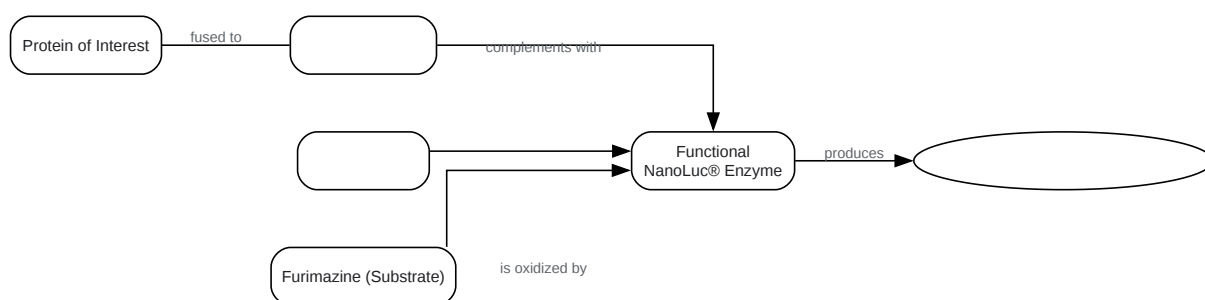 Protein of Interest
fused to
complements with
Functional
NanoLuc® Enzyme
produces
Furimazine (Substrate)
is oxidized by